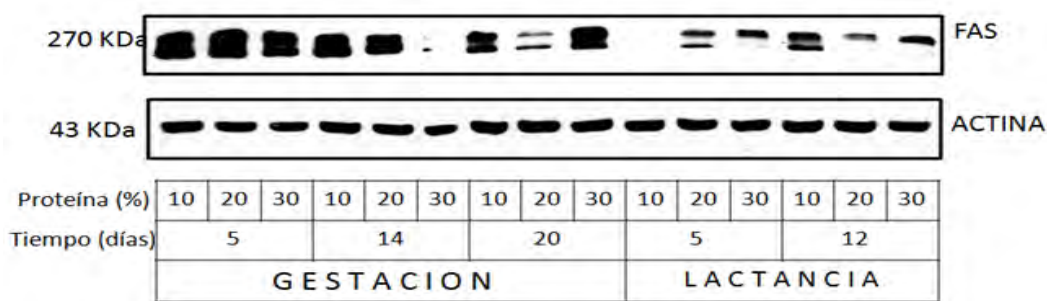 270 KDa FAS
43 KDa ACTINA
Proteína (%) 10 20 30 10 20 30 10 20 30 10 20 30 10 20 30
Tiempo (días) 5 14 20 5 12
GESTACION LACTANCIA